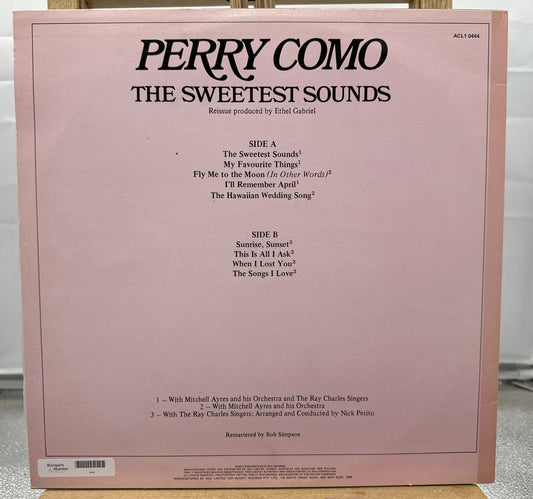 PERRY COMO
ACL1 0444
THE SWEETEST SOUNDS
Reissue produced by Ethel Gabriel
SIDE A
The Sweetest Sounds¹
My Favourite Things¹
Fly Me to the Moon (In Other Words)²
I'll Remember April¹
The Hawaiian Wedding Song²
SIDE B
Sunrise, Sunset³
This Is All I Ask²
When I Lost You²
The Songs I Love²
1 — With Mitchell Ayres and his Orchestra and The Ray Charles Singers
2 — With Mitchell Ayres and his Orchestra
3 — With The Ray Charles Singers; Arranged and Conducted by Nick Perito
Remastered by Bob Simpson
Bargain